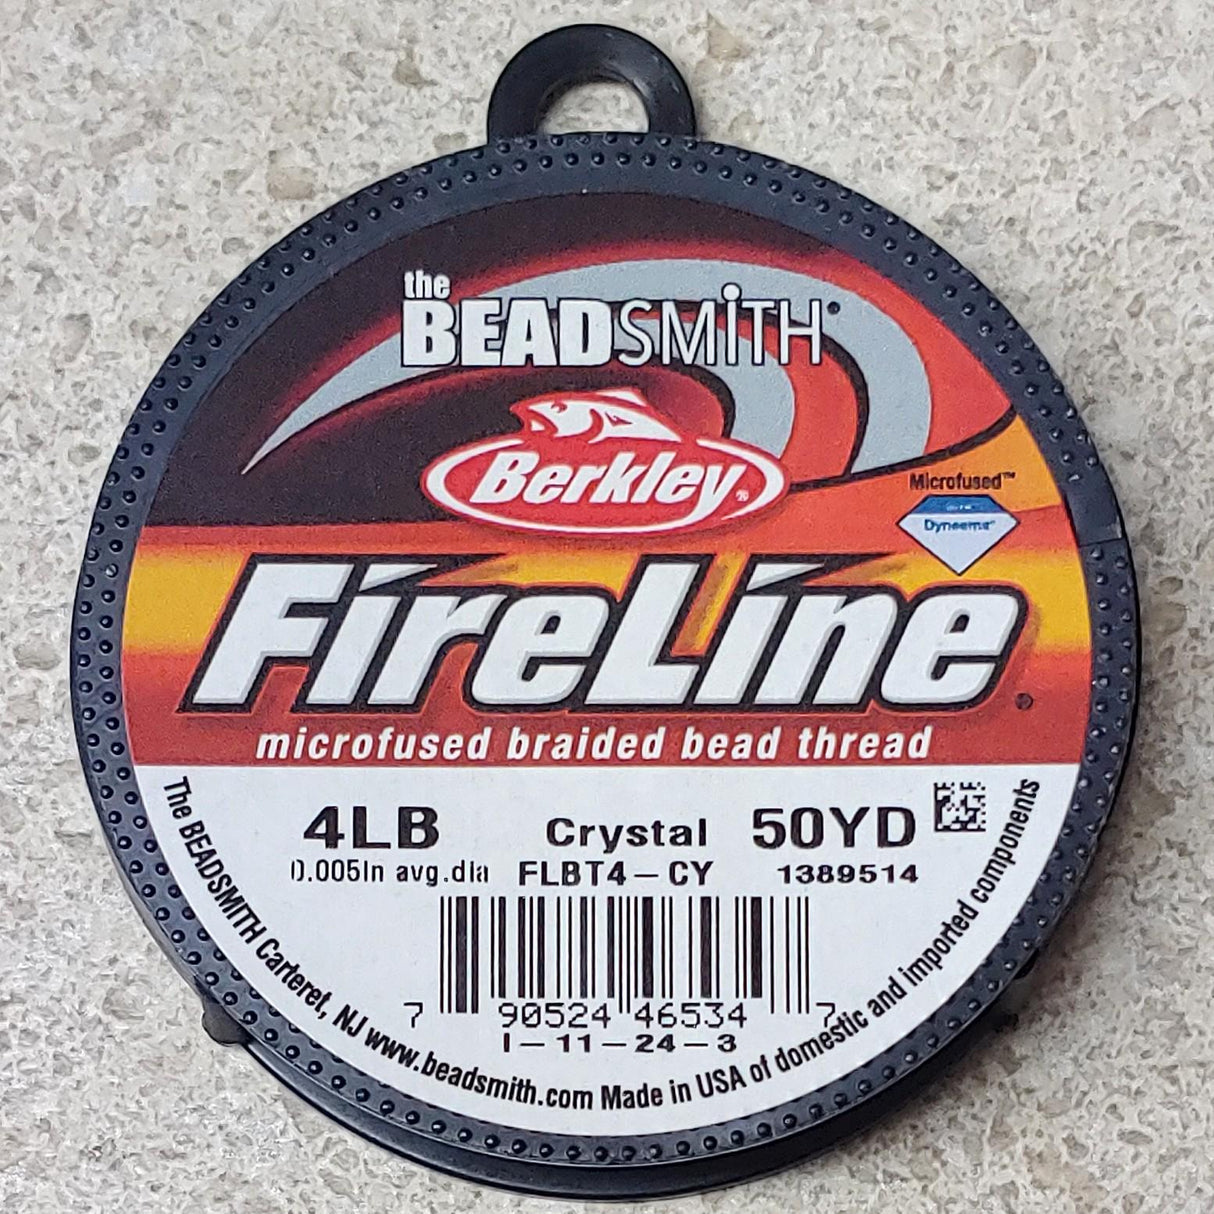 the
BEADSMITH
Berkley®
Microfused™
Dyneema®
FireLine®
microfused braided bead thread
4LB Crystal 50YD
0.005In avg.dia FLBT4-CY 1389514
7 90524 46534 7
I-11-24-3
The BEADSMITH Carteret, NJ www.beadsmith.com Made in USA of domestic and imported components